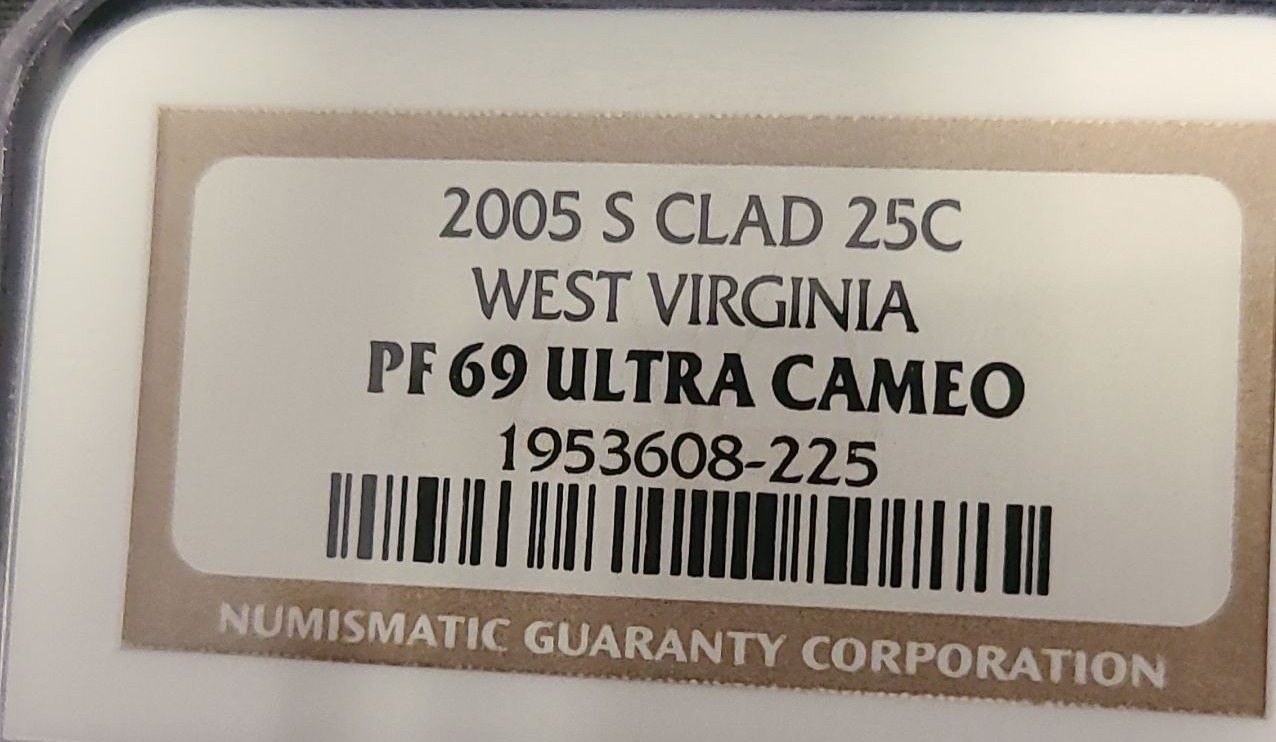 2005 S CLAD 25C
WEST VIRGINIA
PF 69 ULTRA CAMEO
1953608-225
NUMISMATIC GUARANTY CORPORATION